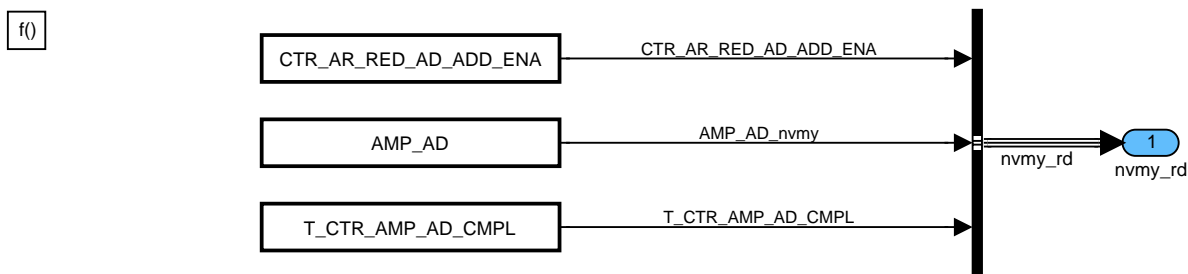 f()
CTR_AR_RED_AD_ADD_ENA
CTR_AR_RED_AD_ADD_ENA
AMP_AD
AMP_AD_nvmy
nvmy_rd
1
nvmy_rd
T_CTR_AMP_AD_CMPL
T_CTR_AMP_AD_CMPL